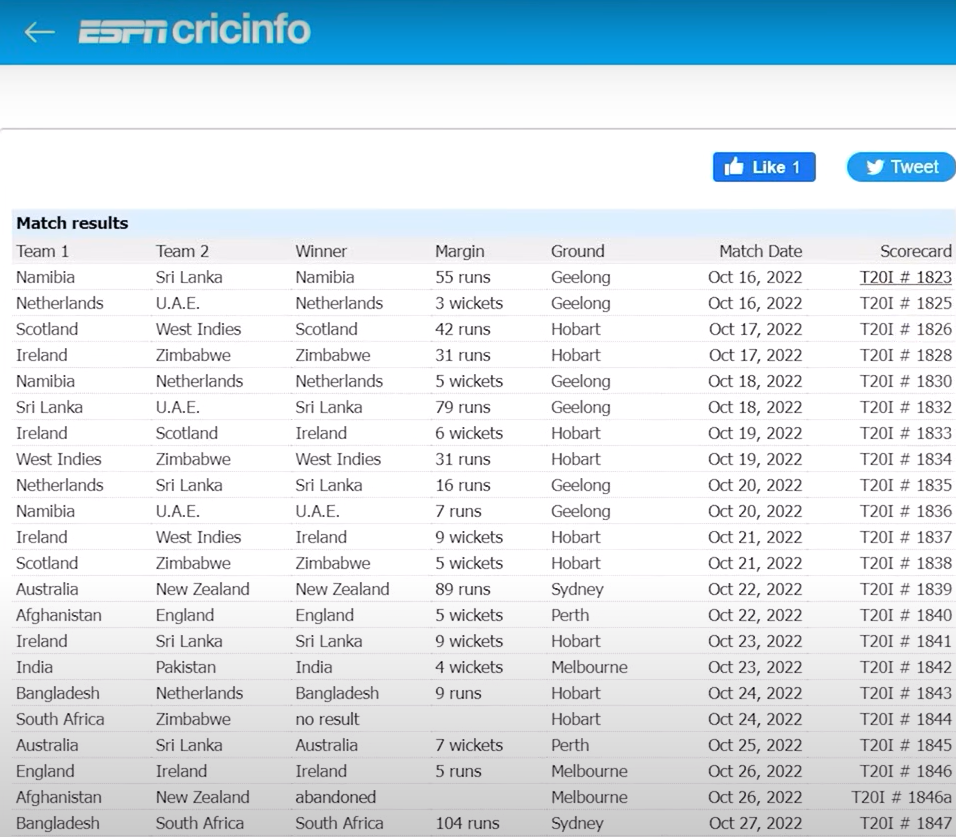 ESPN cricinfo
Like 1 Tweet
Match results
Team 1 Team 2 Winner Margin Ground Match Date Scorecard
Namibia Sri Lanka Namibia 55 runs Geelong Oct 16, 2022 T20I # 1823
Netherlands U.A.E. Netherlands 3 wickets Geelong Oct 16, 2022 T20I # 1825
Scotland West Indies Scotland 42 runs Hobart Oct 17, 2022 T20I # 1826
Ireland Zimbabwe Zimbabwe 31 runs Hobart Oct 17, 2022 T20I # 1828
Namibia Netherlands Netherlands 5 wickets Geelong Oct 18, 2022 T20I # 1830
Sri Lanka U.A.E. Sri Lanka 79 runs Geelong Oct 18, 2022 T20I # 1832
Ireland Scotland Ireland 6 wickets Hobart Oct 19, 2022 T20I # 1833
West Indies Zimbabwe West Indies 31 runs Hobart Oct 19, 2022 T20I # 1834
Netherlands Sri Lanka Sri Lanka 16 runs Geelong Oct 20, 2022 T20I # 1835
Namibia U.A.E. U.A.E. 7 runs Geelong Oct 20, 2022 T20I # 1836
Ireland West Indies Ireland 9 wickets Hobart Oct 21, 2022 T20I # 1837
Scotland Zimbabwe Zimbabwe 5 wickets Hobart Oct 21, 2022 T20I # 1838
Australia New Zealand New Zealand 89 runs Sydney Oct 22, 2022 T20I # 1839
Afghanistan England England 5 wickets Perth Oct 22, 2022 T20I # 1840
Ireland Sri Lanka Sri Lanka 9 wickets Hobart Oct 23, 2022 T20I # 1841
India Pakistan India 4 wickets Melbourne Oct 23, 2022 T20I # 1842
Bangladesh Netherlands Bangladesh 9 runs Hobart Oct 24, 2022 T20I # 1843
South Africa Zimbabwe no result Hobart Oct 24, 2022 T20I # 1844
Australia Sri Lanka Australia 7 wickets Perth Oct 25, 2022 T20I # 1845
England Ireland Ireland 5 runs Melbourne Oct 26, 2022 T20I # 1846
Afghanistan New Zealand abandoned Melbourne Oct 26, 2022 T20I # 1846a
Bangladesh South Africa South Africa 104 runs Sydney Oct 27, 2022 T20I # 1847